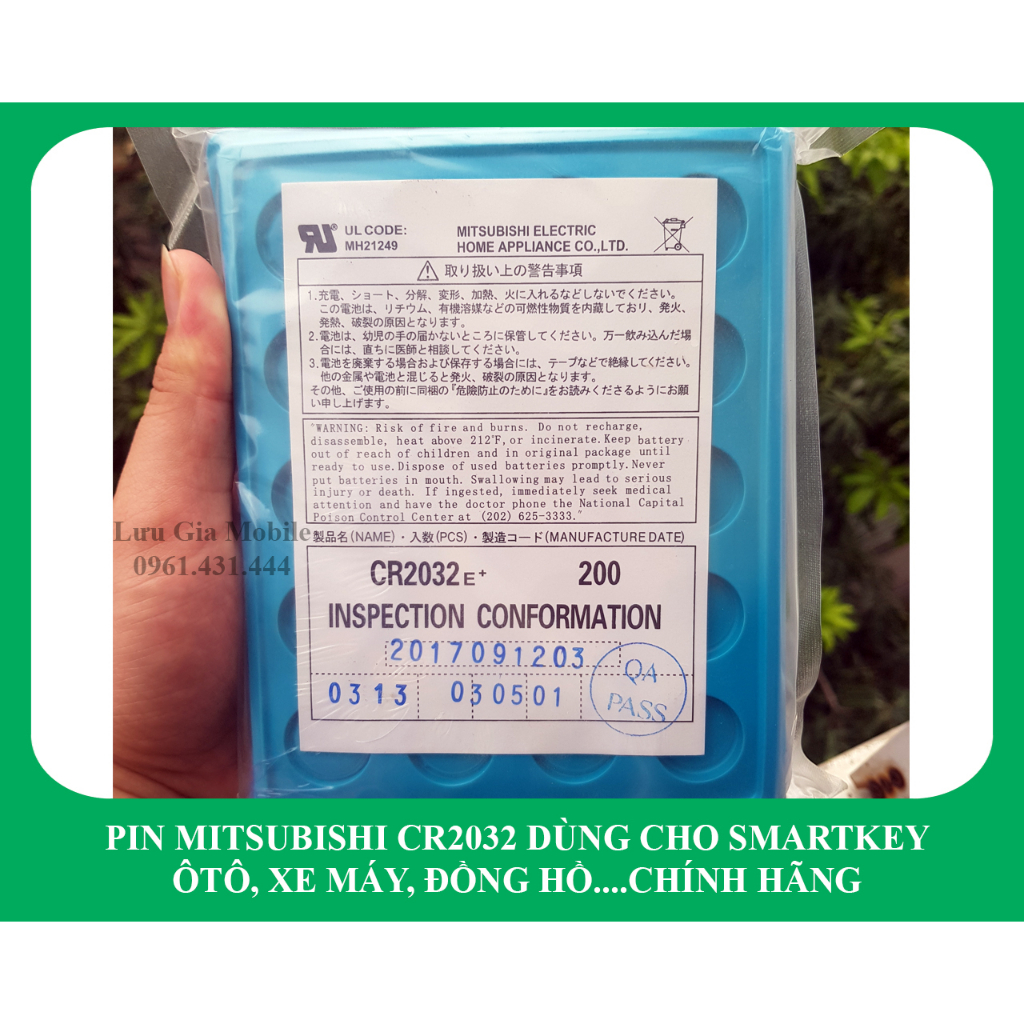 UL CODE: MITSUBISHI ELECTRIC
MH21249 HOME APPLIANCE CO.,LTD.
取り扱い上の警告事項
1.充電、ショート、分解、変形、加熱、火に入れるなどしないでください。
この電池は、リチウム、有機溶媒などの可燃性物質を内蔵しており、発火、
発熱、破裂の原因となります。
2.電池は、幼児の手の届かないところに保管してください。万一飲み込んだ場
合には、直ちに医師と相談してください。
3.電池を廃棄する場合および保存する場合には、テープなどで絶縁してください。
他の金属や電池と混じると発火、破裂の原因となります。
その他、ご使用の前に同梱の『危険防止のために』をお読みくださるようにお願
い申し上げます。
"WARNING: Risk of fire and burns. Do not recharge,
disassemble, heat above 212°F, or incinerate. Keep battery
out of reach of children and in original package until
ready to use. Dispose of used batteries promptly. Never
put batteries in mouth. Swallowing may lead to serious
injury or death. If ingested, immediately seek medical
attention and have the doctor phone the National Capital
Poison Control Center at (202) 625-3333."
製品名(NAME)・入数(PCS)・製造コード(MANUFACTURE DATE)
CR2032 E+ 200
INSPECTION CONFORMATION
2017091203
0313 030501
QA
PASS
Lưu Gia Mobile
0961.431.444
PIN MITSUBISHI CR2032 DÙNG CHO SMARTKEY
ÔTÔ, XE MÁY, ĐỒNG HỒ....CHÍNH HÃNG